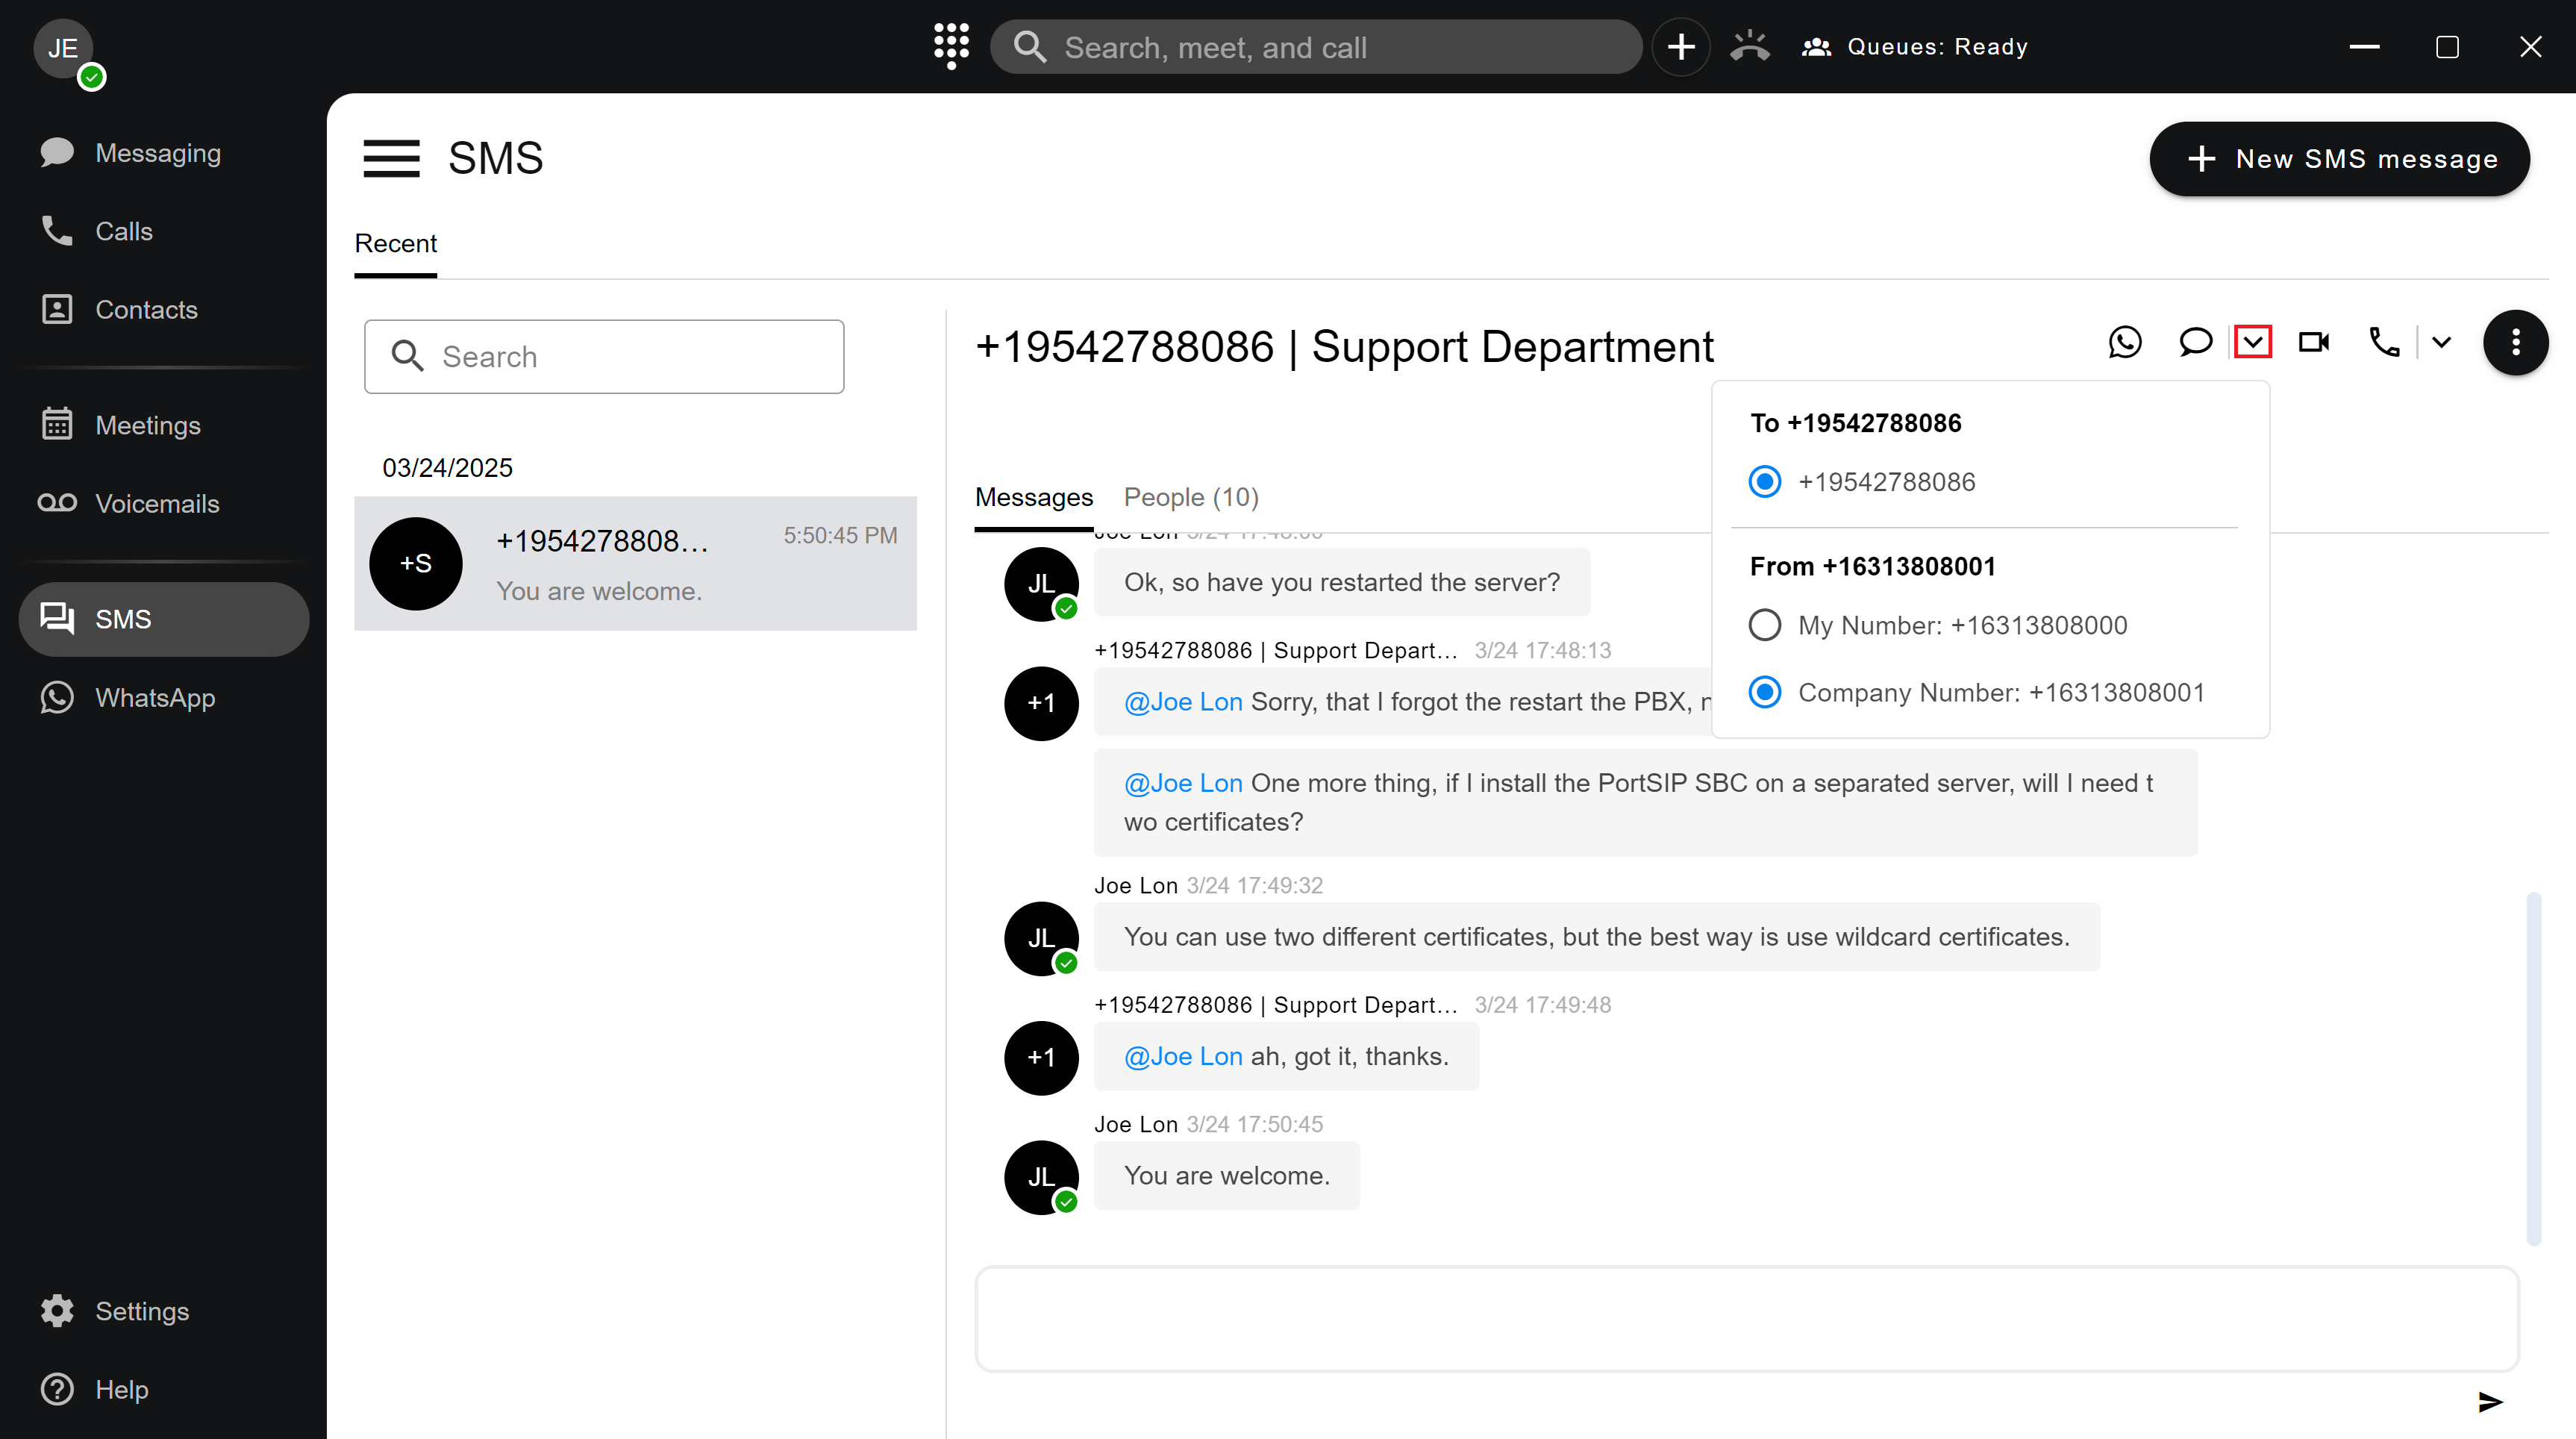 JE
Search, meet, and call
Queues: Ready
Messaging
Calls
Contacts
Meetings
Voicemails
SMS
WhatsApp
Settings
Help
SMS
New SMS message
Recent
Search
03/24/2025
+S
+1954278808...
5:50:45 PM
You are welcome.
+19542788086 | Support Department
To +19542788086
+19542788086
From +16313808001
My Number: +16313808000
Company Number: +16313808001
Messages
People (10)
JL
Ok, so have you restarted the server?
+19542788086 | Support Depart... 3/24 17:48:13
+1
@Joe Lon Sorry, that I forgot the restart the PBX,
@Joe Lon One more thing, if I install the PortSIP SBC on a separated server, will I need t
wo certificates?
Joe Lon 3/24 17:49:32
JL
You can use two different certificates, but the best way is use wildcard certificates.
+19542788086 | Support Depart... 3/24 17:49:48
+1
@Joe Lon ah, got it, thanks.
Joe Lon 3/24 17:50:45
JL
You are welcome.